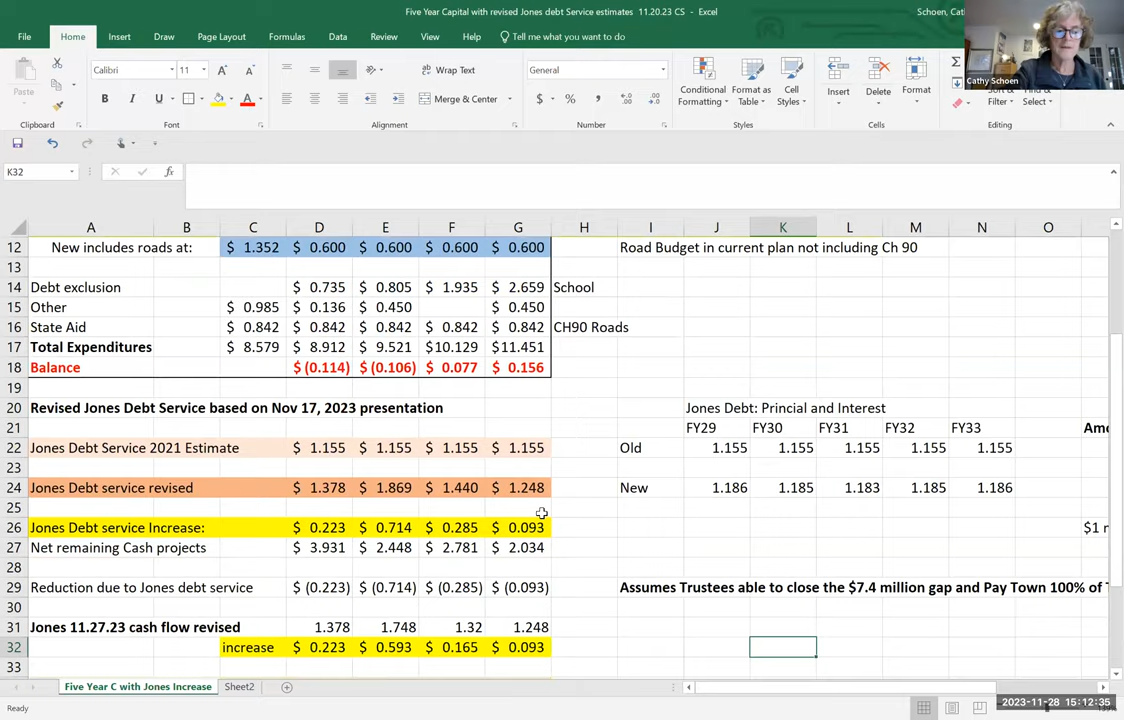 Five Year Capital with revised Jones debt Service estimates 11.20.23 CS - Excel
Schoen, Cat
File Home Insert Draw Page Layout Formulas Data Review View Help Tell me what you want to do
Calibri 11 A A Wrap Text General
Paste B I U A Merge & Center $ % , Conditional Formatting Format as Table Cell Styles Insert Delete Format Sort & Filter Find & Select
Clipboard Font Alignment Number Styles Cells Editing
Cathy Schoen
K32 fx
A B C D E F G H I J K L M N O
12 New includes roads at: $ 1.352 $ 0.600 $ 0.600 $ 0.600 $ 0.600 Road Budget in current plan not including Ch 90
13
14 Debt exclusion $ 0.735 $ 0.805 $ 1.935 $ 2.659 School
15 Other $ 0.985 $ 0.136 $ 0.450 $ 0.450
16 State Aid $ 0.842 $ 0.842 $ 0.842 $ 0.842 $ 0.842 CH90 Roads
17 Total Expenditures $ 8.579 $ 8.912 $ 9.521 $10.129 $11.451
18 Balance $ (0.114) $ (0.106) $ 0.077 $ 0.156
19
20 Revised Jones Debt Service based on Nov 17, 2023 presentation Jones Debt: Princial and Interest
21 FY29 FY30 FY31 FY32 FY33 Amo
22 Jones Debt Service 2021 Estimate $ 1.155 $ 1.155 $ 1.155 $ 1.155 Old 1.155 1.155 1.155 1.155 1.155
23
24 Jones Debt service revised $ 1.378 $ 1.869 $ 1.440 $ 1.248 New 1.186 1.185 1.183 1.185 1.186
25
26 Jones Debt service Increase: $ 0.223 $ 0.714 $ 0.285 $ 0.093 $1 m
27 Net remaining Cash projects $ 3.931 $ 2.448 $ 2.781 $ 2.034
28
29 Reduction due to Jones debt service $ (0.223) $ (0.714) $ (0.285) $ (0.093) Assumes Trustees able to close the $7.4 million gap and Pay Town 100% of T
30
31 Jones 11.27.23 cash flow revised 1.378 1.748 1.32 1.248
32 increase $ 0.223 $ 0.593 $ 0.165 $ 0.093
33
Five Year C with Jones Increase Sheet2
Ready
2023-11-28 15:12:35